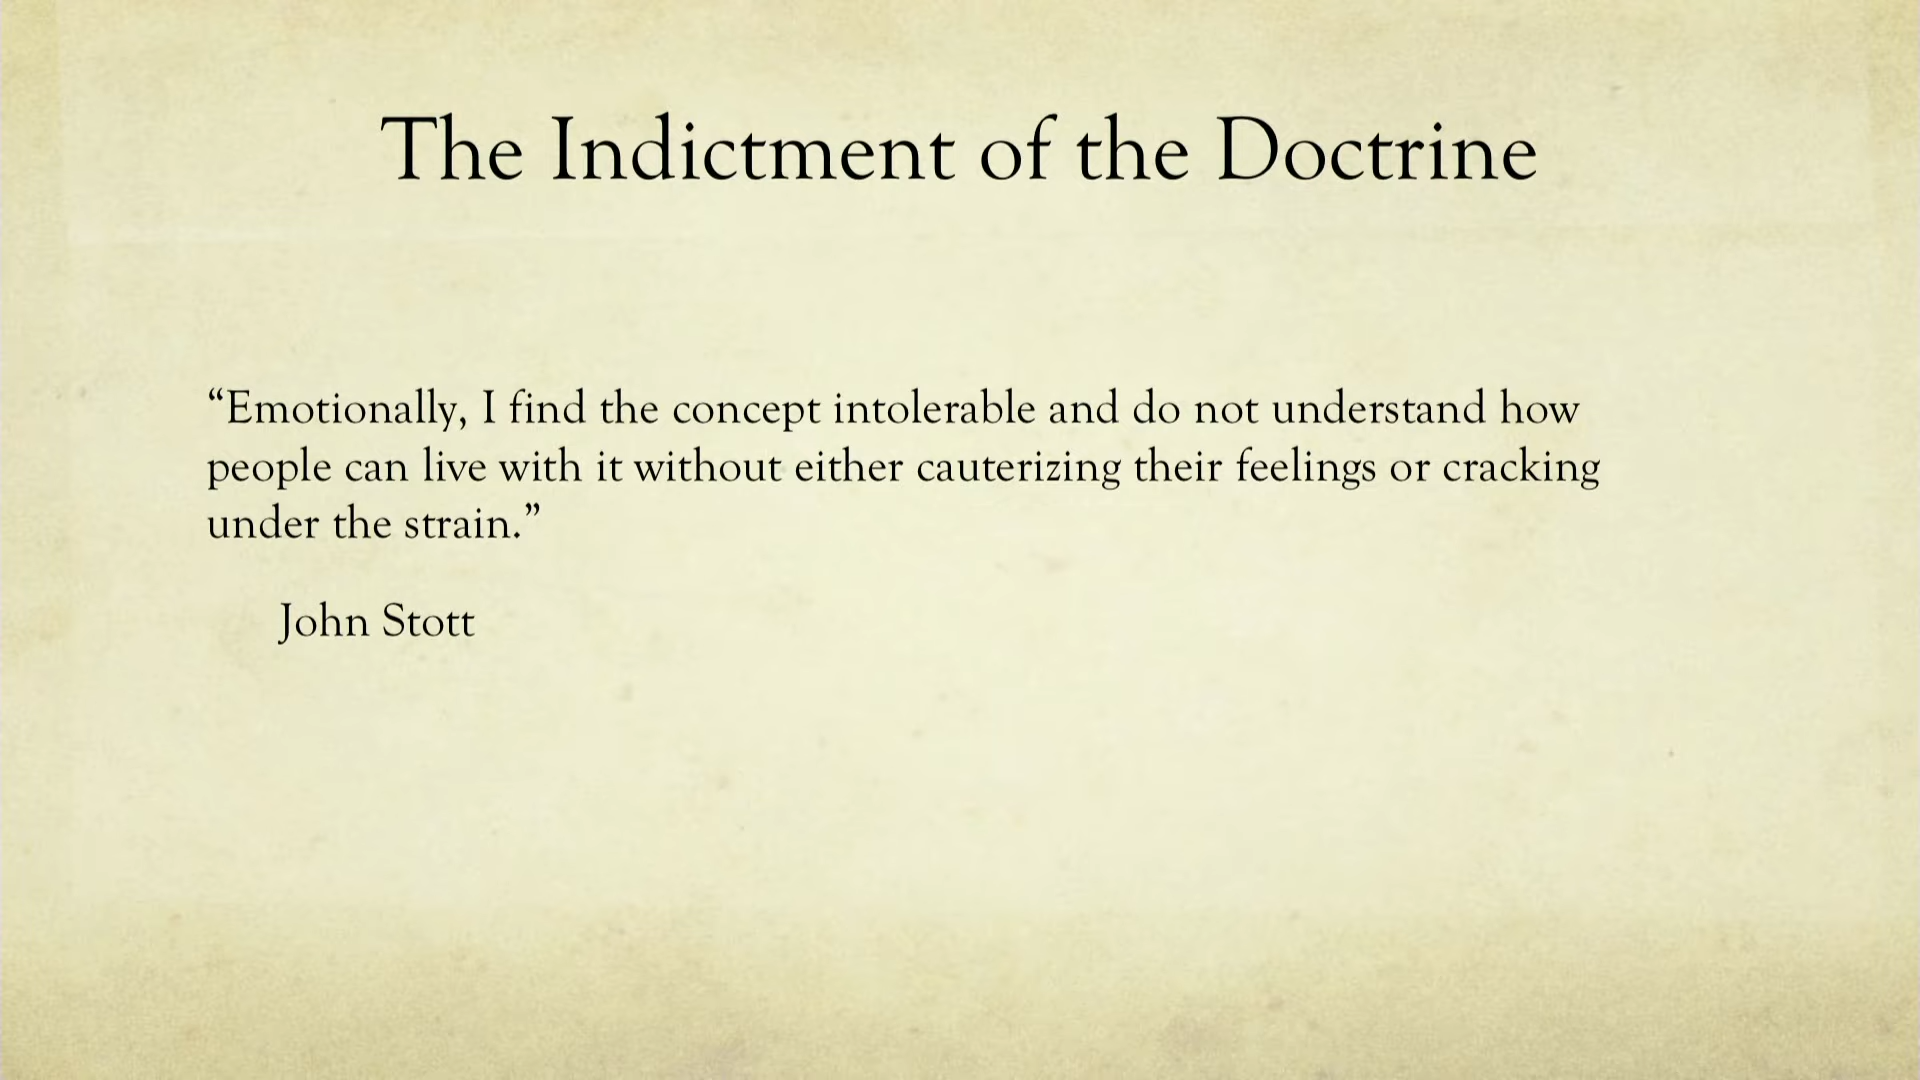 The Indictment of the Doctrine
“Emotionally, I find the concept intolerable and do not understand how
people can live with it without either cauterizing their feelings or cracking
under the strain.”
John Stott